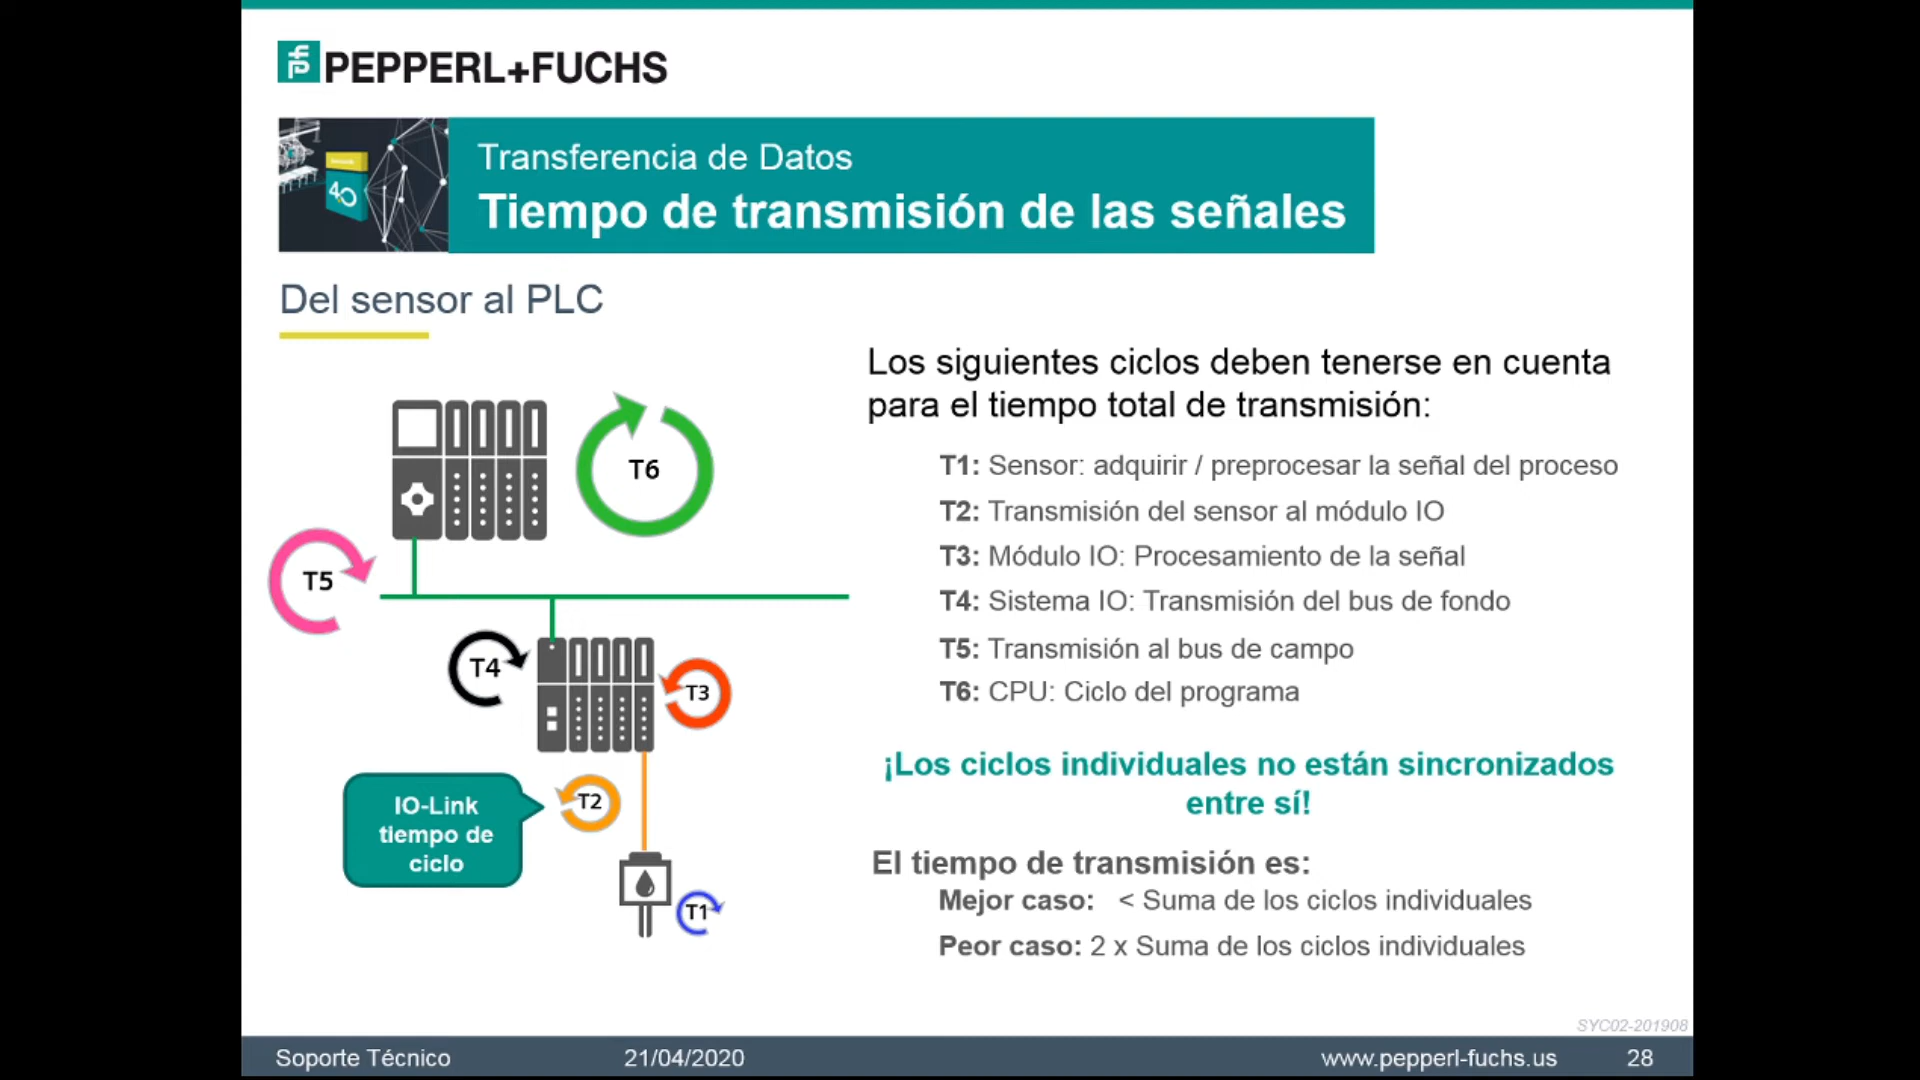 PEPPERL+FUCHS
4.0
Transferencia de Datos
Tiempo de transmisión de las señales
Del sensor al PLC
T6
T5
T4
T3
IO-Link
tiempo de
ciclo
T2
T1
Los siguientes ciclos deben tenerse en cuenta
para el tiempo total de transmisión:
T1: Sensor: adquirir / preprocesar la señal del proceso
T2: Transmisión del sensor al módulo IO
T3: Módulo IO: Procesamiento de la señal
T4: Sistema IO: Transmisión del bus de fondo
T5: Transmisión al bus de campo
T6: CPU: Ciclo del programa
¡Los ciclos individuales no están sincronizados
entre sí!
El tiempo de transmisión es:
Mejor caso: < Suma de los ciclos individuales
Peor caso: 2 x Suma de los ciclos individuales
SYC02-201908
Soporte Técnico 21/04/2020 www.pepperl-fuchs.us 28